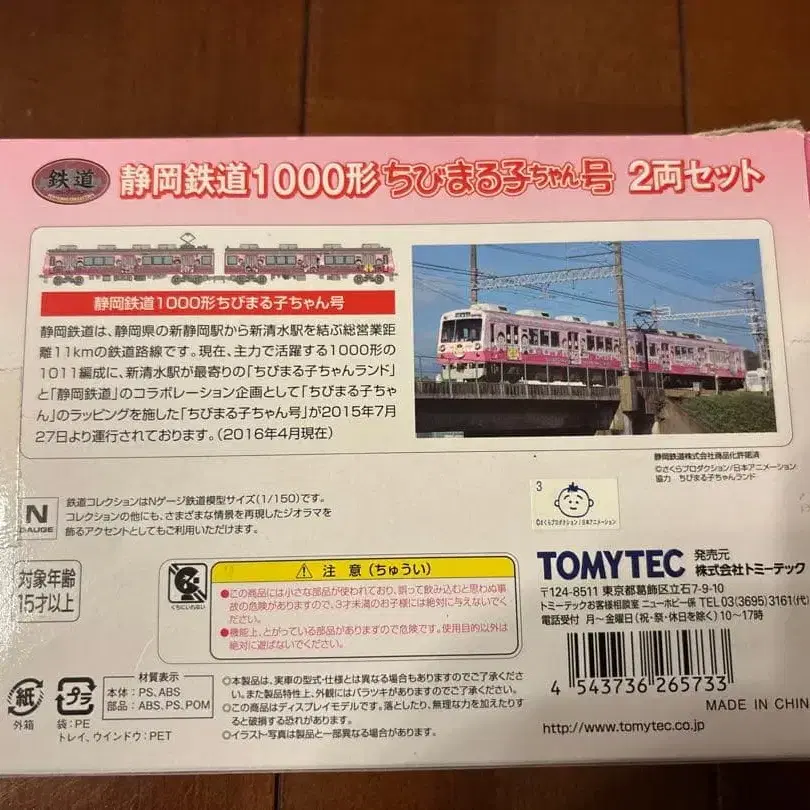 鉄道
静岡鉄道1000形ちびまる子ちゃん号 2両セット
静岡鉄道1000形ちびまる子ちゃん号
静岡鉄道は、静岡県の新静岡駅から新清水駅を結ぶ総営業距
離11kmの鉄道路線です。現在、主力で活躍する1000形の
1011編成に、新清水駅が最寄りの「ちびまる子ちゃんランド」
と「静岡鉄道」のコラボレーション企画として「ちびまる子ちゃ
ん」のラッピングを施した「ちびまる子ちゃん号」が2015年7月
27日より運行されております。(2016年4月現在)
静岡鉄道株式会社商品化許諾済
©さくらプロダクション/日本アニメーション
協力 ちびまる子ちゃんランド
N
GAUGE
鉄道コレクションはNゲージ鉄道模型サイズ(1/150)です。
コレクションの他にも、さまざまな情景を再現したジオラマを
飾るアクセントとしてもご利用いただけます。
3
©さくらプロダクション/日本アニメーション
対象年齢
15才以上
くちにいれない
注意(ちゅうい)
●この商品には小さな部品が使われており、誤って飲み込むと思わぬ事
故の危険がありますので、3才未満のお子様には絶対に与えないでく
ださい。
●機能上、とがっている部品がありますので危険です。使用目的以外は
絶対に遊ばないでください。
TOMYTEC 発売元
株式会社トミーテック
〒124-8511 東京都葛飾区立石7-9-10
トミーテックお客様相談室 ニューホビー係 TEL 03(3695)3161(代)
電話受付 月〜金曜日(祝・祭・休日を除く)10〜17時
紙
外箱
プラ
袋:PE
トレイ、ウインドウ:PET
材質表示
本体:PS、ABS
部品:ABS、PS、POM
◎本製品は、実車の型式・仕様とは異なる場合もありますのでご了承くださ
い。また製品特性上、外観にはバラツキがありますのでご了承ください。
◎この商品はディスプレイモデルです。落としたり、無理な力を加えたりす
ると破損する恐れがあります。
◎イラスト・写真は製品と一部異なる場合があります。
4 543736 265733
MADE IN CHIN
http://www.tomytec.co.jp